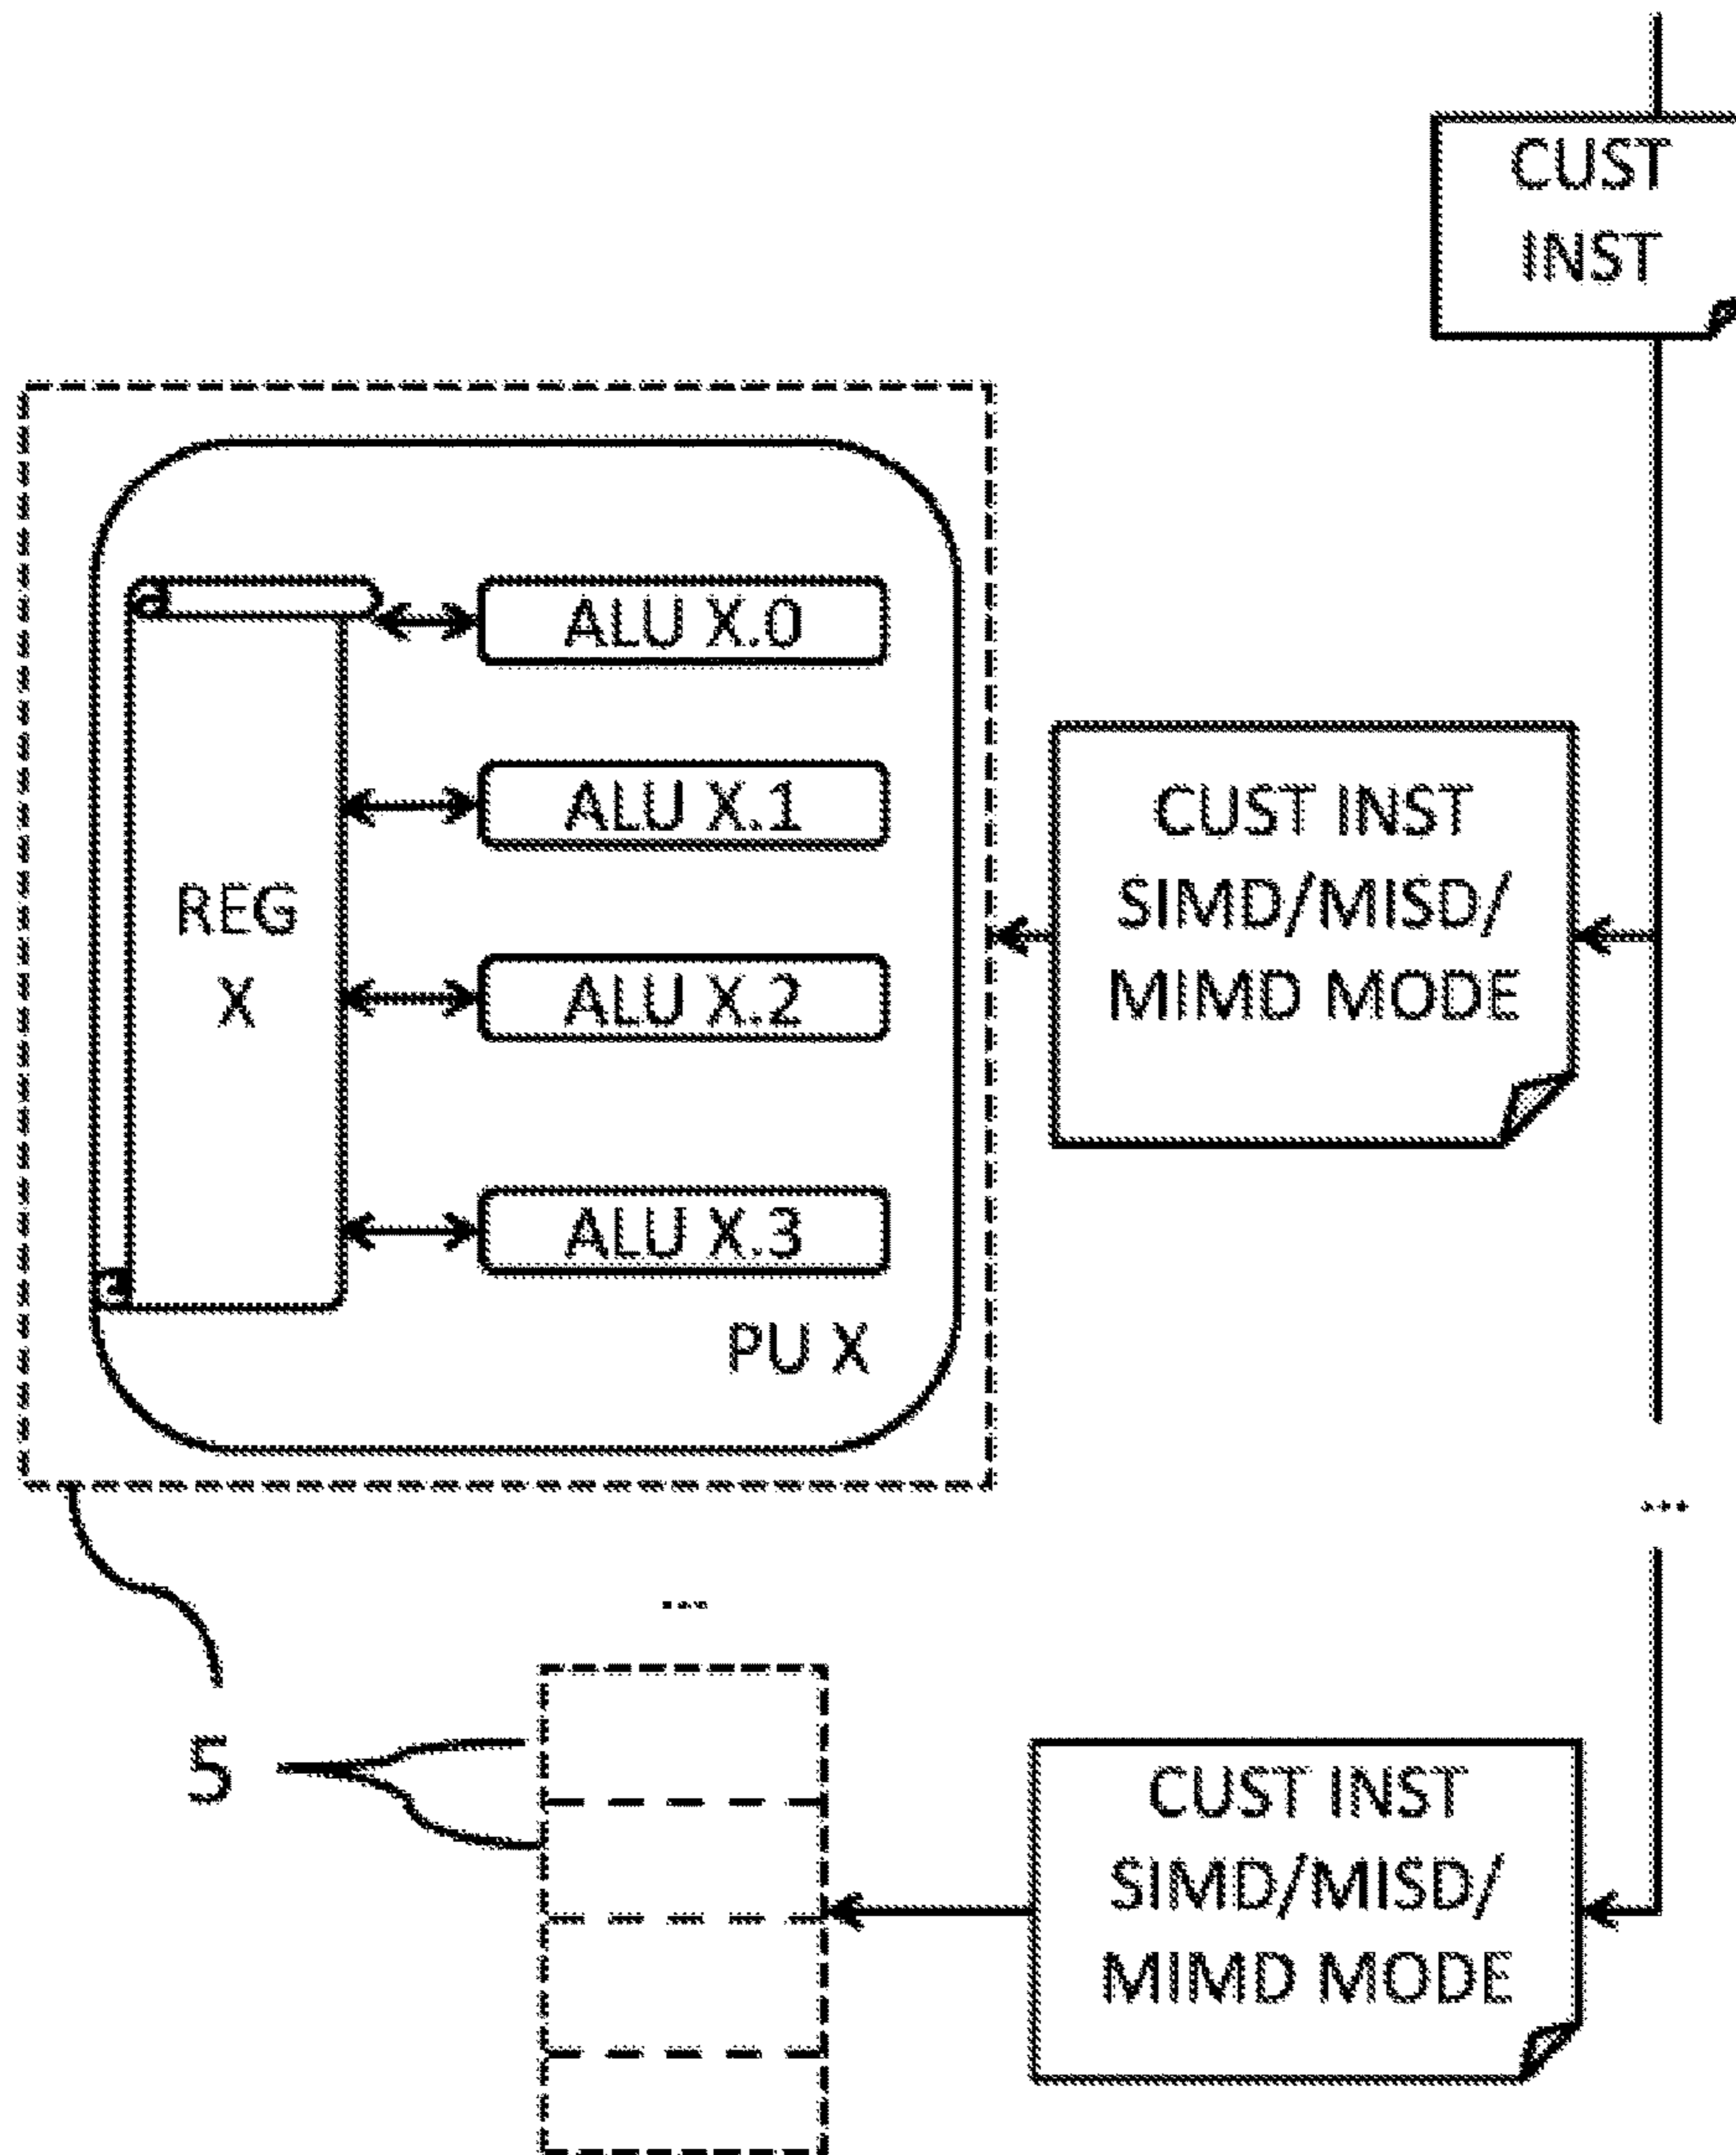 CUST
INST
ALU X.0
ALU X.1
REG
X
ALU X.2
ALU X.3
PU X
CUST INST
SIMD/MISD/
MIMD MODE
...
...
5
CUST INST
SIMD/MISD/
MIMD MODE